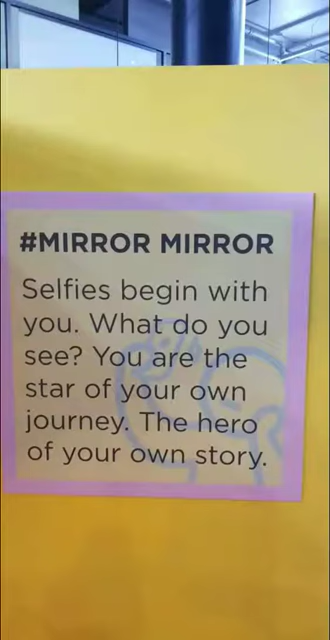 #MIRROR MIRROR
Selfies begin with
you. What do you
see? You are the
star of your own
journey. The hero
of your own story.